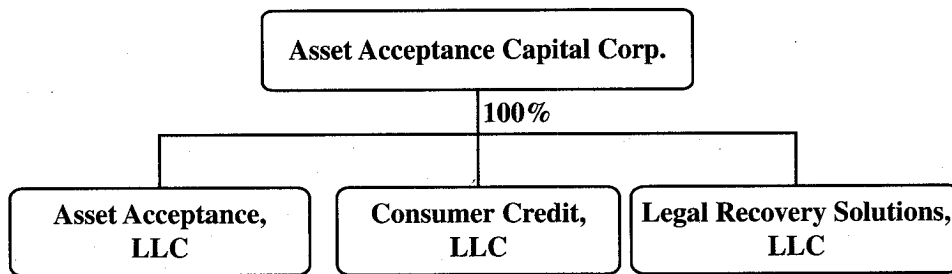 Asset Acceptance Capital Corp.
100%
Asset Acceptance,
LLC
Consumer Credit,
LLC
Legal Recovery Solutions,
LLC